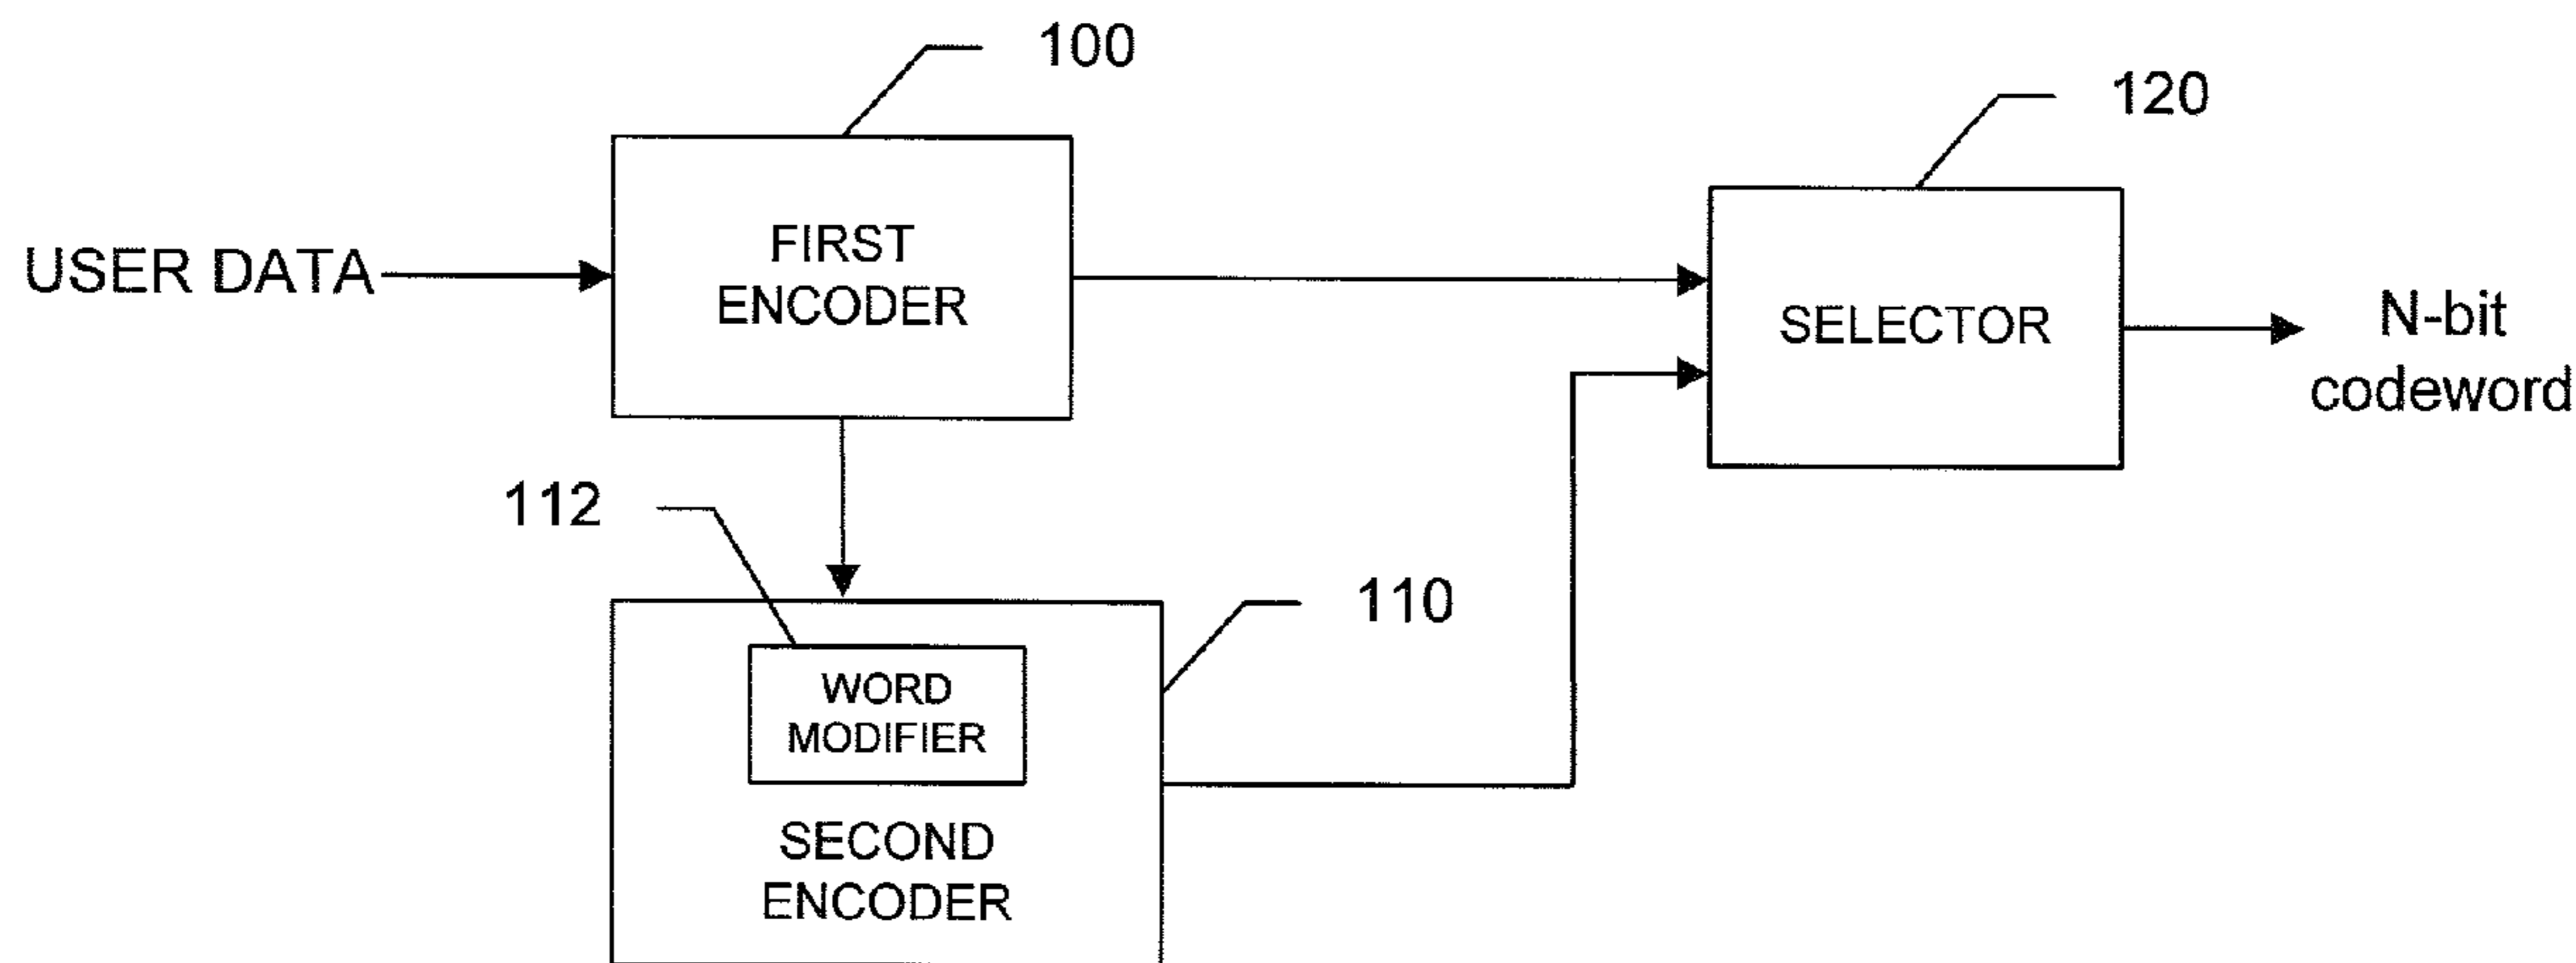 100
120
FIRST
ENCODER
USER DATA
SELECTOR
N-bit
codeword
112
110
WORD
MODIFIER
SECOND
ENCODER